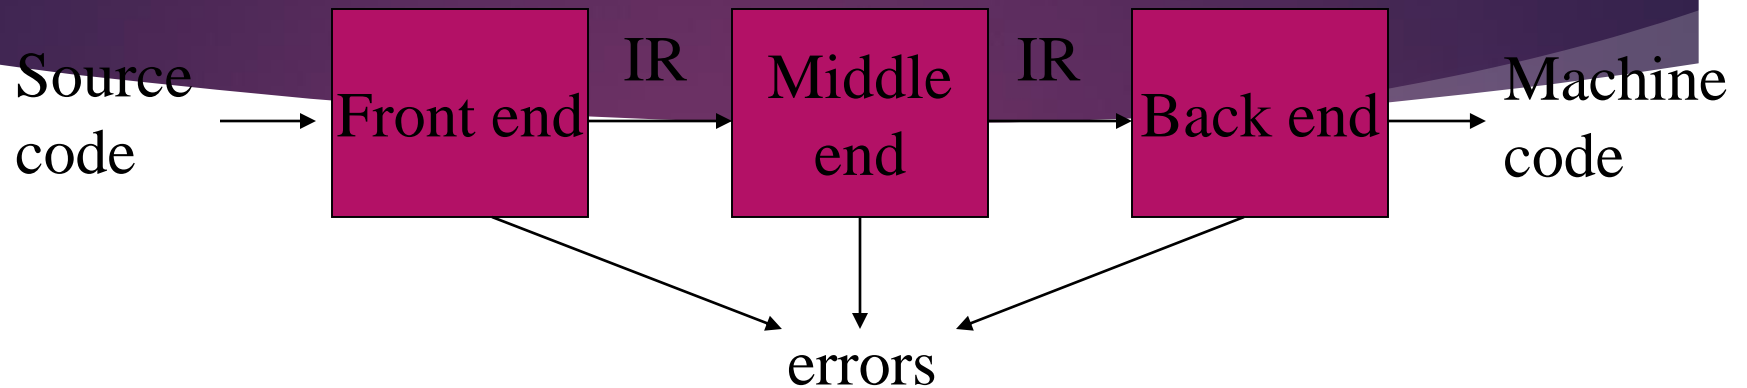 Source
code
Front end
IR
Middle
end
IR
Back end
Machine
code
errors